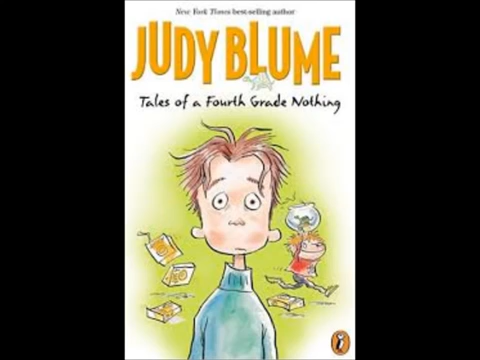 New York Times best-selling author
JUDY BLUME
Tales of a Fourth Grade Nothing